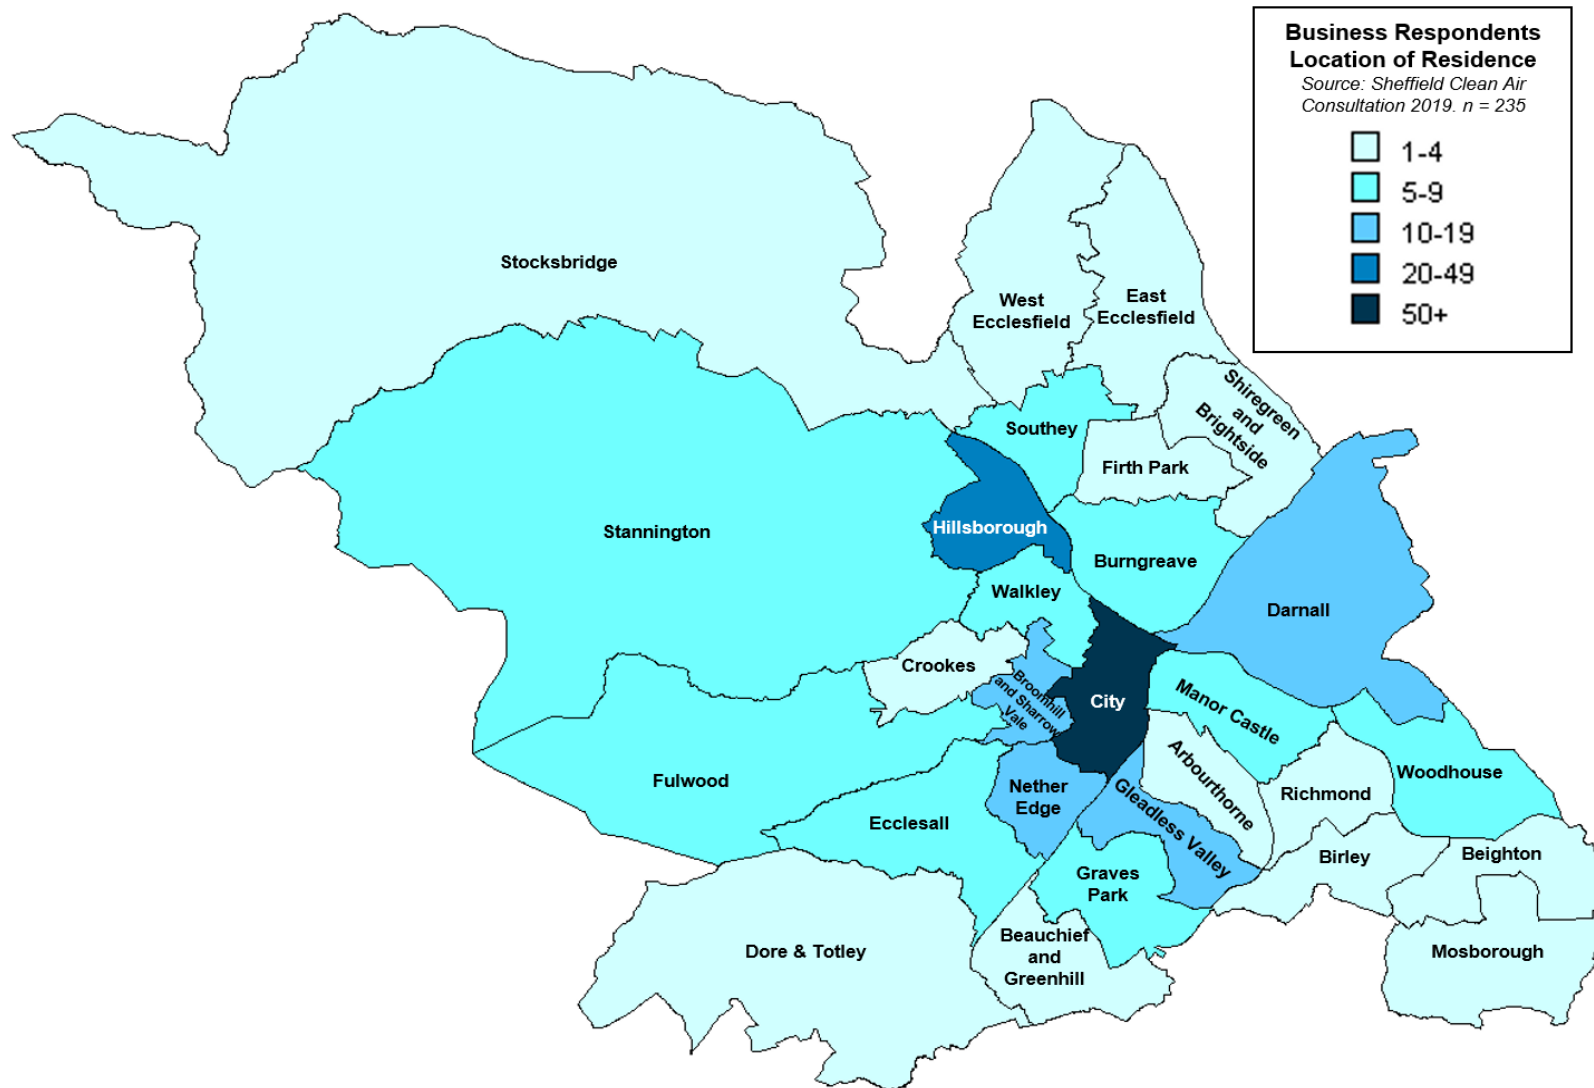 Business Respondents
Location of Residence
Source: Sheffield Clean Air
Consultation 2019. n = 235
1-4
5-9
10-19
20-49
50+
Stocksbridge
West
Ecclesfield
East
Ecclesfield
Shiregreen
and
Brightside
Southey
Firth Park
Stannington
Hillsborough
Burngreave
Walkley
Darnall
Crookes
Broomhill
and Sharrow
Vale
City
Manor Castle
Fulwood
Nether
Edge
Gleadless Valley
Arbourthorne
Richmond
Woodhouse
Ecclesall
Graves
Park
Birley
Beighton
Dore & Totley
Beauchief
and
Greenhill
Mosborough